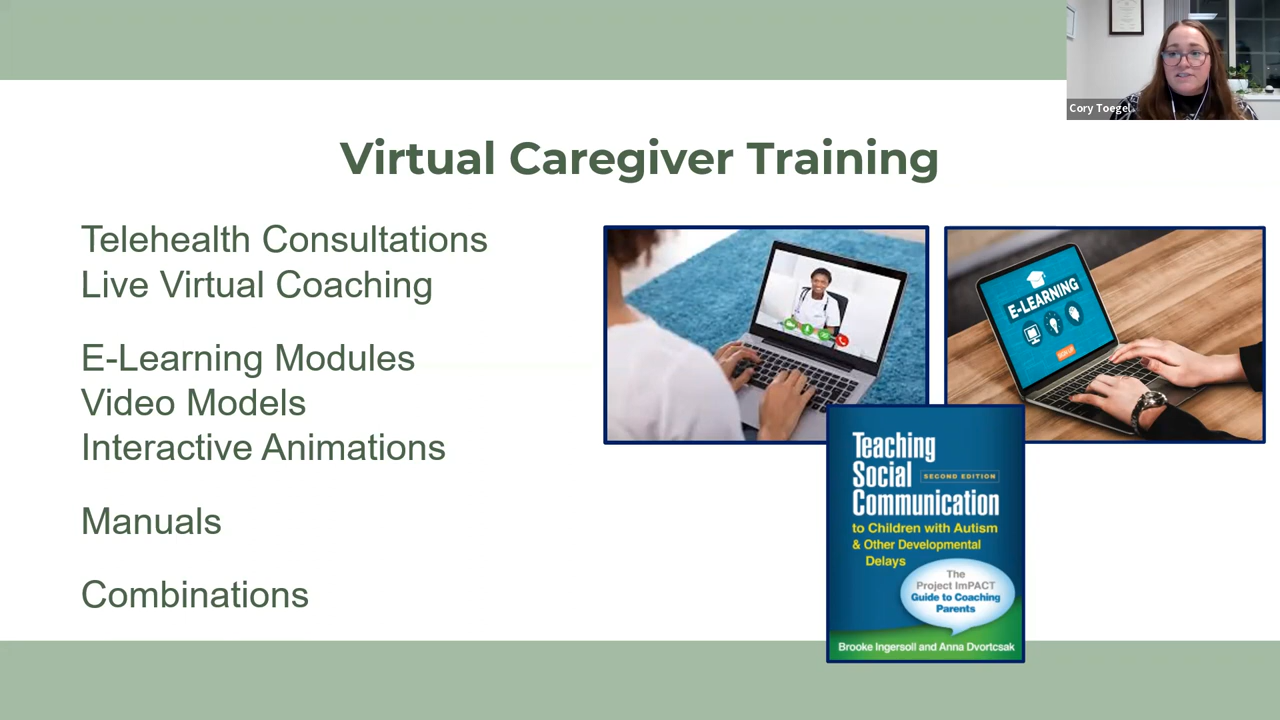 Cory Toegel
Virtual Caregiver Training
Telehealth Consultations
Live Virtual Coaching
E-Learning Modules
Video Models
Interactive Animations
Manuals
Combinations
E-LEARNING
SIGN UP
Teaching
Social
SECOND EDITION
Communication
to Children with Autism
& Other Developmental
Delays
The
Project ImPACT
Guide to Coaching
Parents
Brooke Ingersoll and Anna Dvortcsak